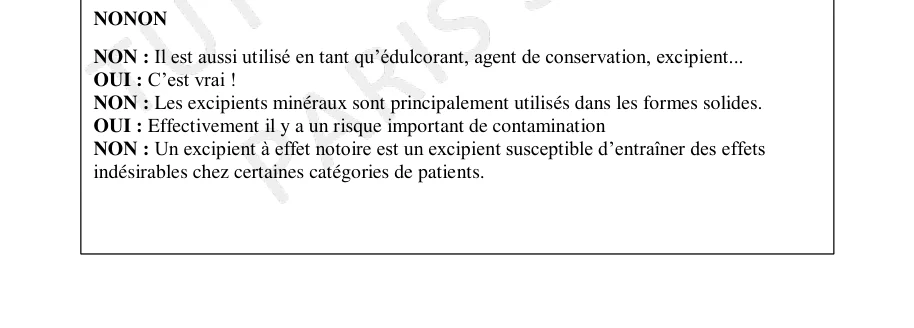 NONON
NON : Il est aussi utilisé en tant qu’édulcorant, agent de conservation, excipient...
OUI : C’est vrai !
NON : Les excipients minéraux sont principalement utilisés dans les formes solides.
OUI : Effectivement il y a un risque important de contamination
NON : Un excipient à effet notoire est un excipient susceptible d’entraîner des effets
indésirables chez certaines catégories de patients.